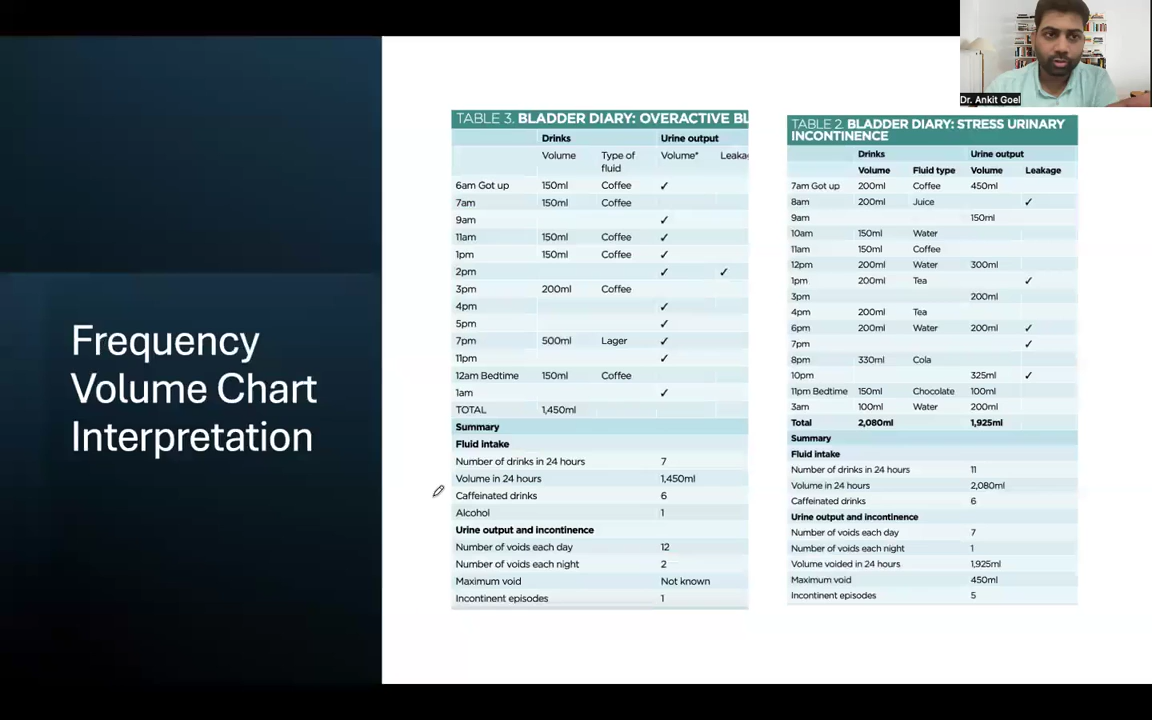 Dr. Ankit Goel
Frequency
Volume Chart
Interpretation
TABLE 3. BLADDER DIARY: OVERACTIVE BL
Drinks Urine output
Volume Type of fluid Volume* Leakag
6am Got up 150ml Coffee ✓
7am 150ml Coffee
9am ✓
11am 150ml Coffee ✓
1pm 150ml Coffee ✓
2pm ✓ ✓
3pm 200ml Coffee
4pm ✓
5pm ✓
7pm 500ml Lager ✓
11pm ✓
12am Bedtime 150ml Coffee
1am ✓
TOTAL 1,450ml
Summary
Fluid intake
Number of drinks in 24 hours 7
Volume in 24 hours 1,450ml
Caffeinated drinks 6
Alcohol 1
Urine output and incontinence
Number of voids each day 12
Number of voids each night 2
Maximum void Not known
Incontinent episodes 1
TABLE 2. BLADDER DIARY: STRESS URINARY
INCONTINENCE
Drinks Urine output
Volume Fluid type Volume Leakage
7am Got up 200ml Coffee 450ml
8am 200ml Juice ✓
9am 150ml
10am 150ml Water
11am 150ml Coffee
12pm 200ml Water 300ml
1pm 200ml Tea ✓
3pm 200ml
4pm 200ml Tea
6pm 200ml Water 200ml ✓
7pm ✓
8pm 330ml Cola
10pm 325ml ✓
11pm Bedtime 150ml Chocolate 100ml
3am 100ml Water 200ml
Total 2,080ml 1,925ml
Summary
Fluid intake
Number of drinks in 24 hours 11
Volume in 24 hours 2,080ml
Caffeinated drinks 6
Urine output and incontinence
Number of voids each day 7
Number of voids each night 1
Volume voided in 24 hours 1,925ml
Maximum void 450ml
Incontinent episodes 5